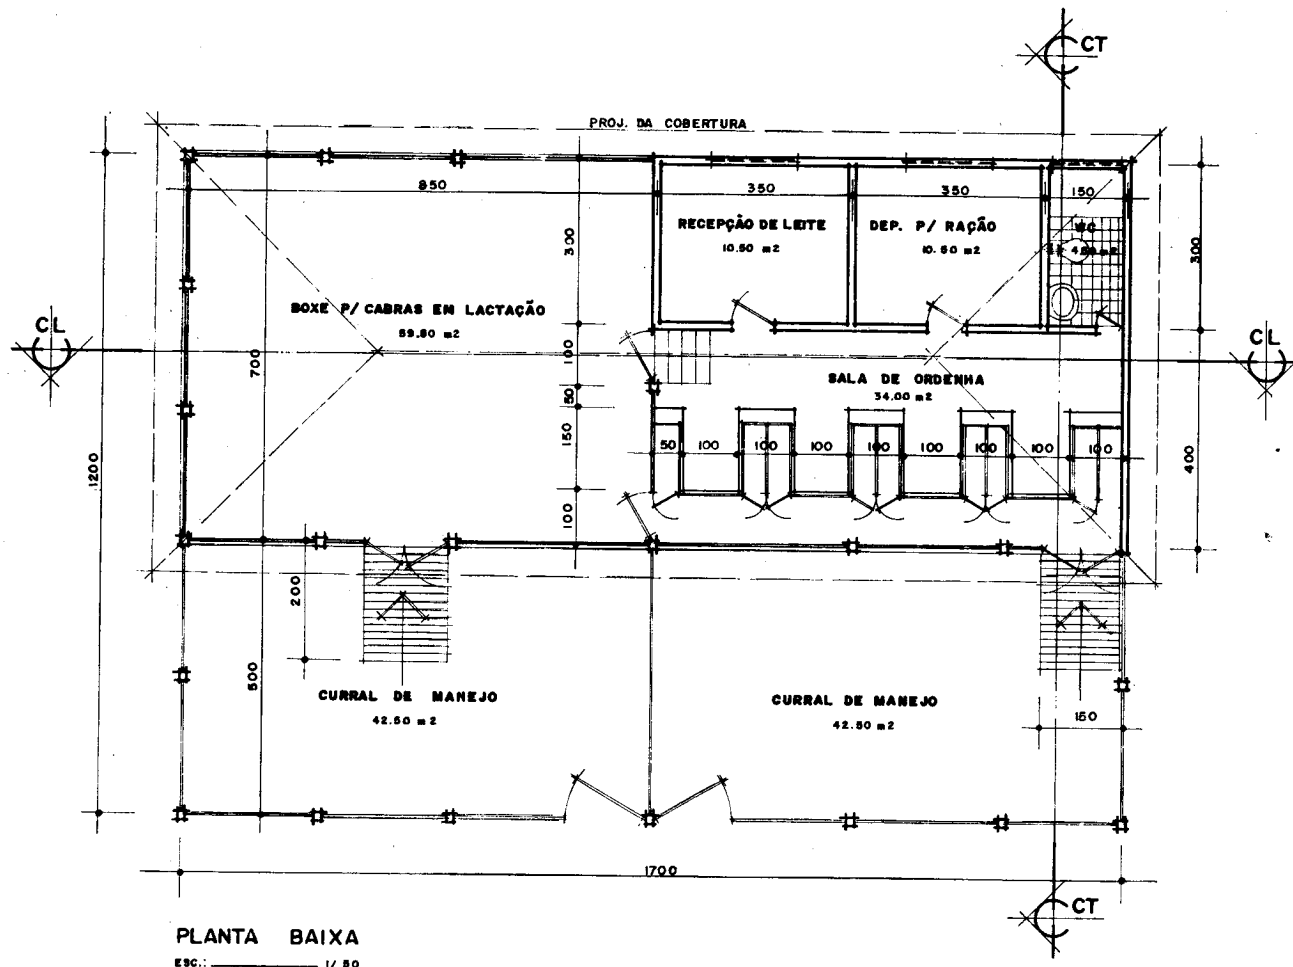 CT
PROJ. DA COBERTURA
850
350
350
150
RECEPÇÃO DE LEITE
10.50 m2
DEP. P/ RAÇÃO
10.50 m2
WC
300
300
BOXE P/ CABRAS EM LACTAÇÃO
59.50 m2
CL
CL
700
100
SALA DE ORDENHA
34.00 m2
50
150
50
100
100
100
100
100
100
100
100
1200
400
100
200
500
CURRAL DE MANEJO
42.50 m2
CURRAL DE MANEJO
42.50 m2
150
1700
CT
PLANTA BAIXA
ESC.: 1/50